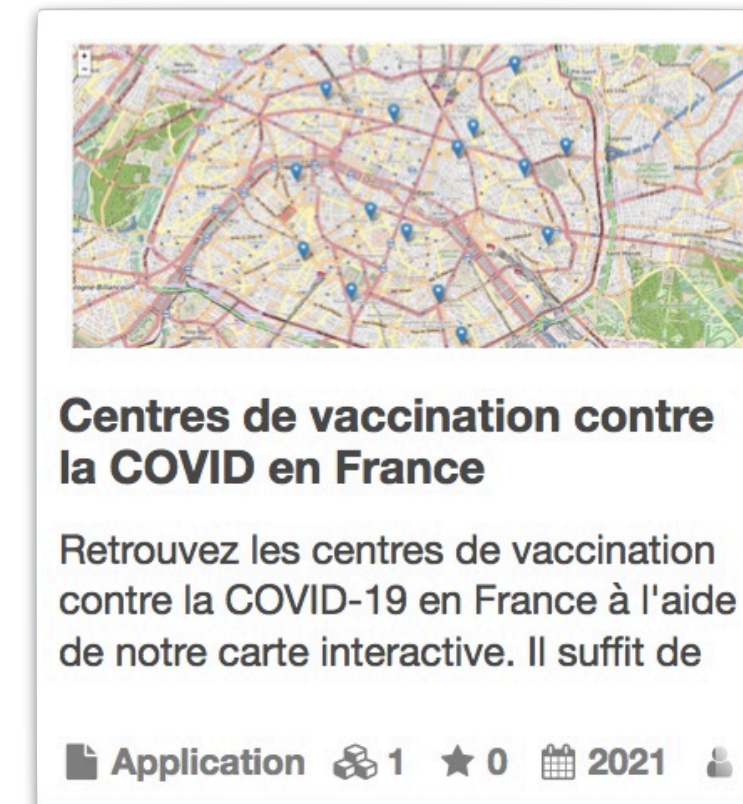 Centres de vaccination contre
la COVID en France
Retrouvez les centres de vaccination
contre la COVID-19 en France à l'aide
de notre carte interactive. Il suffit de
Application 1 0 2021